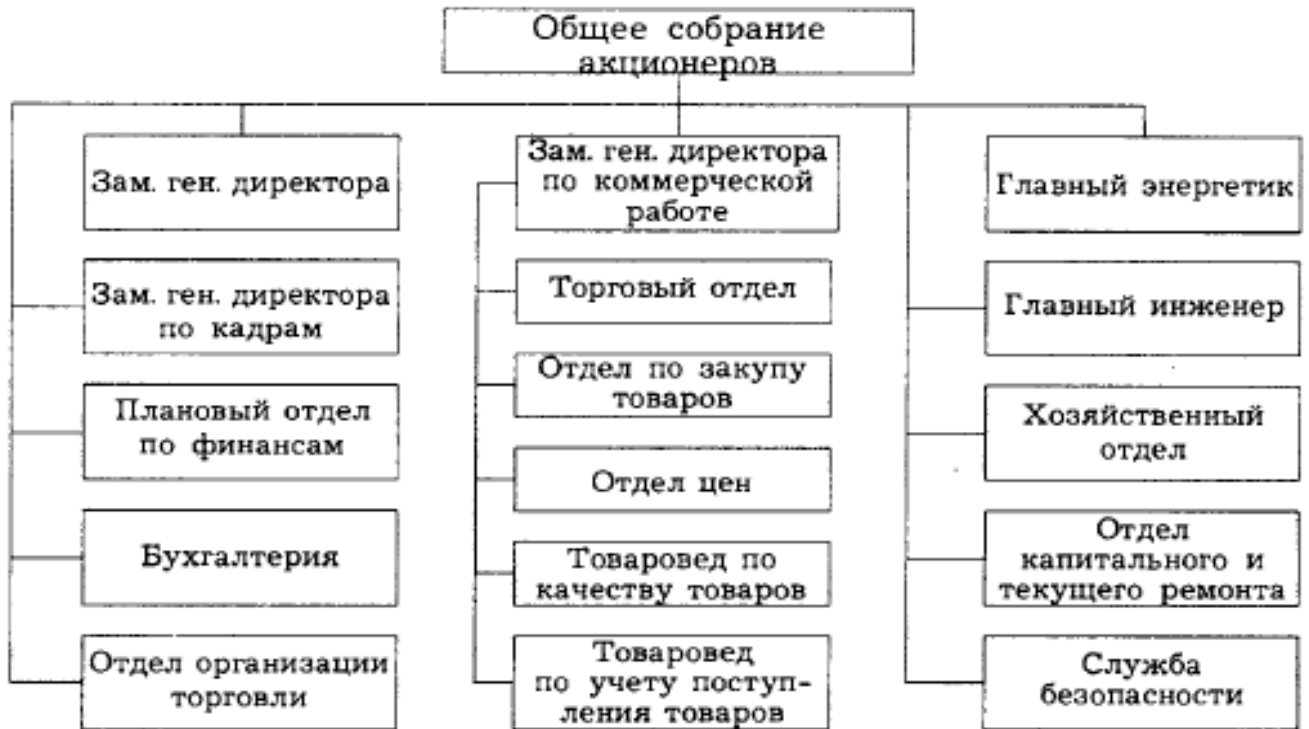 Общее собрание
акционеров
Зам. ген. директора
Зам. ген. директора
по кадрам
Плановый отдел
по финансам
Бухгалтерия
Отдел организации
торговли
Зам. ген. директора
по коммерческой
работе
Торговый отдел
Отдел по закупу
товаров
Отдел цен
Товаровед по
качеству товаров
Товаровед
по учету поступ-
ления товаров
Главный энергетик
Главный инженер
Хозяйственный
отдел
Отдел
капитального и
текущего ремонта
Служба
безопасности